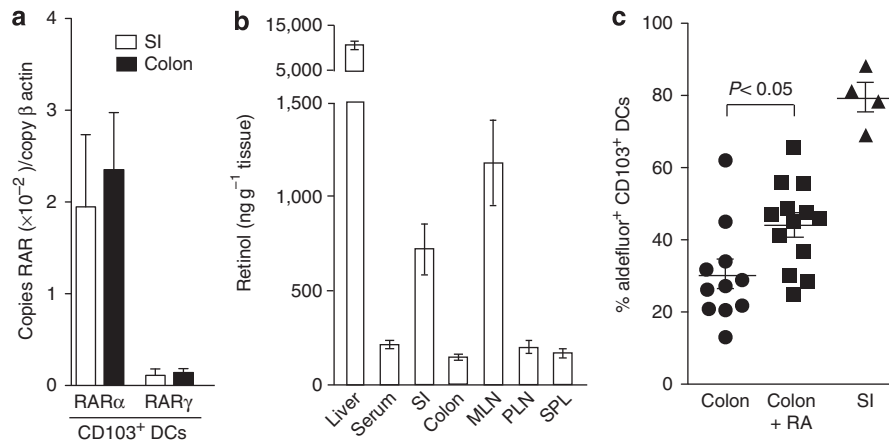 a
Copies RAR (×10⁻²)/copy β actin
4
3
2
1
0
SI
Colon
RARα RARγ
CD103⁺ DCs
b
Retinol (ng g⁻¹ tissue)
15,000
5,000
1,500
1,000
500
0
Liver
Serum
SI
Colon
MLN
PLN
SPL
c
% aldefluor⁺ CD103⁺ DCs
100
80
60
40
20
0
P< 0.05
Colon Colon SI
+ RA